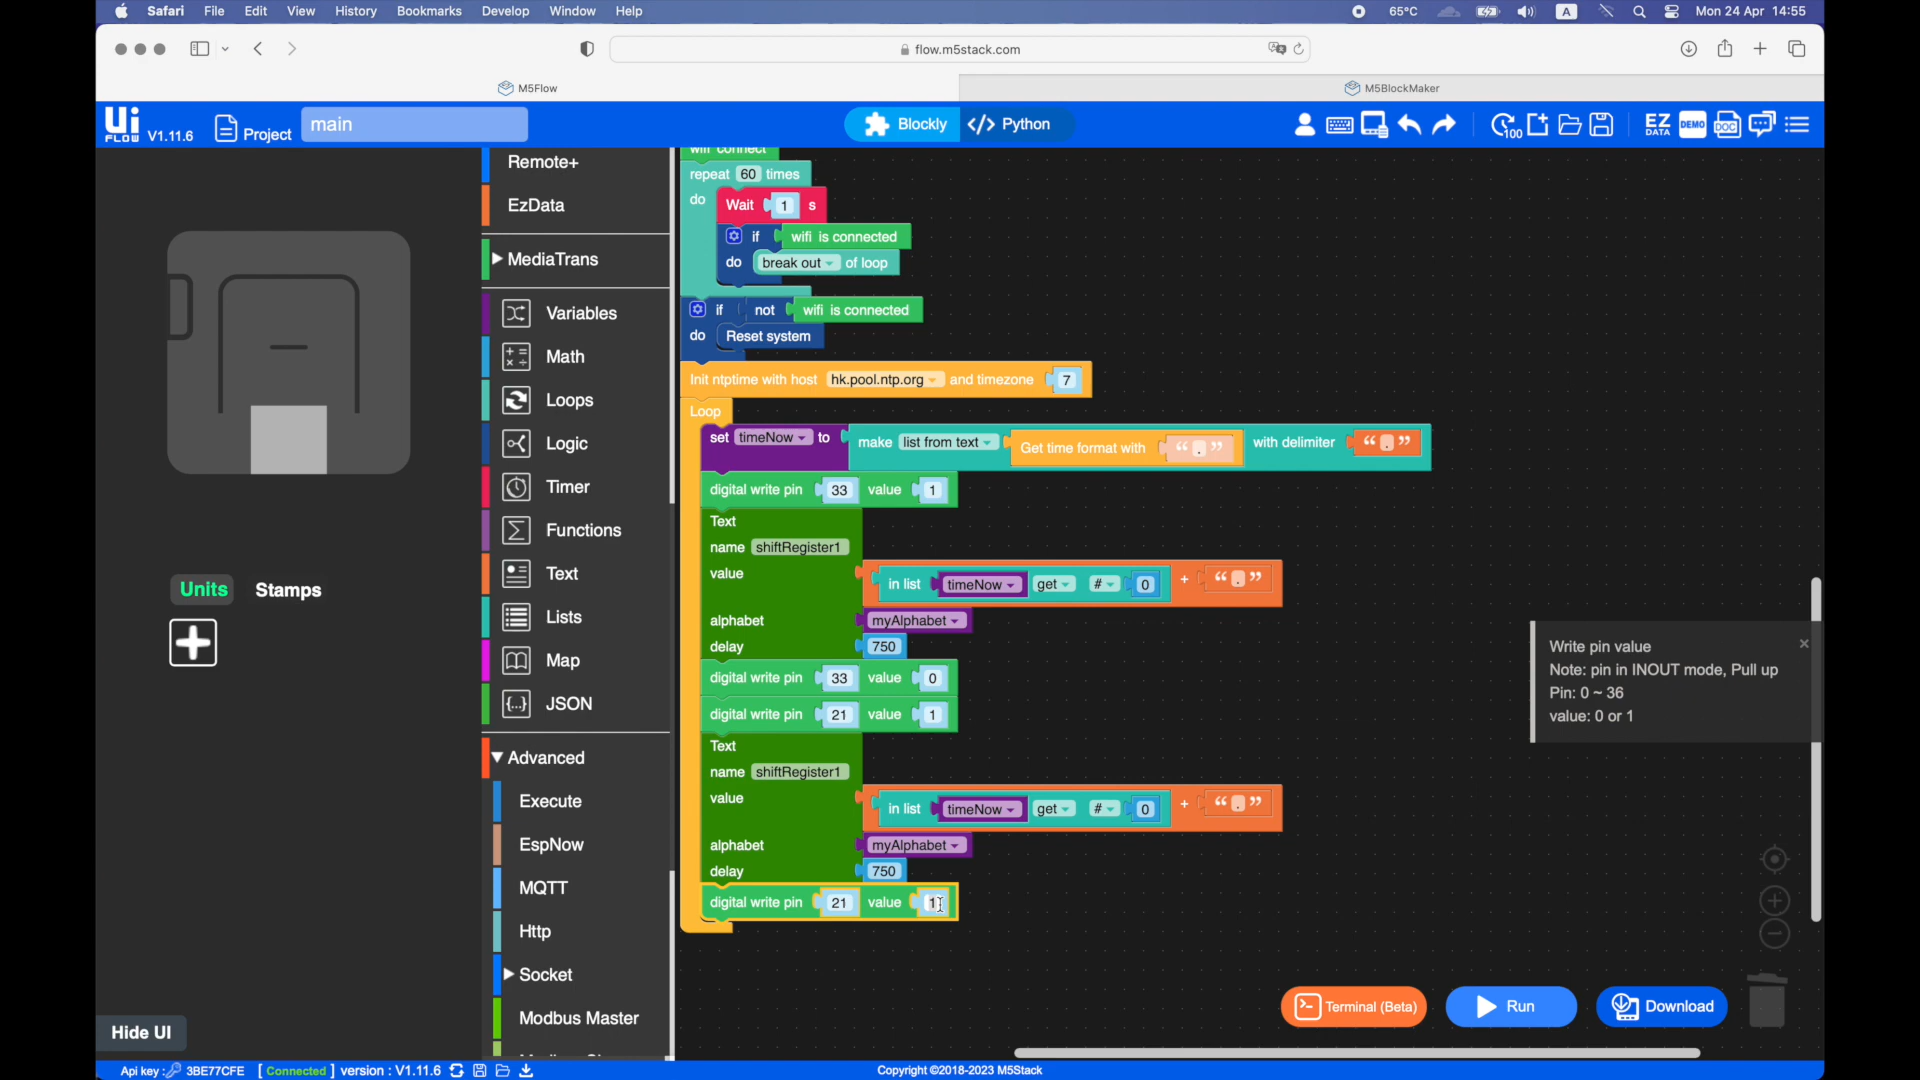 Safari File Edit View History Bookmarks Develop Window Help 65°C A Mon 24 Apr 14:55
flow.m5stack.com
M5Flow M5BlockMaker
Ui FLOW V1.11.6 Project main Blockly </> Python 100 EZ DATA DEMO DOC
Remote+
EzData
MediaTrans
Variables
Math
Loops
Logic
Timer
Functions
Text
Lists
Map
JSON
Advanced
Execute
EspNow
MQTT
Http
Socket
Modbus Master
Units Stamps
Hide UI
wifi connect
repeat 60 times
do Wait 1 s
if wifi is connected
do break out of loop
if not wifi is connected
do Reset system
Init ntptime with host hk.pool.ntp.org and timezone 7
Loop
set timeNow to make list from text Get time format with “ . ” with delimiter “ . ”
digital write pin 33 value 1
Text
name shiftRegister1
value in list timeNow get # 0 + “ . ”
alphabet myAlphabet
delay 750
digital write pin 33 value 0
digital write pin 21 value 1
Text
name shiftRegister1
value in list timeNow get # 0 + “ . ”
alphabet myAlphabet
delay 750
digital write pin 21 value 1
Write pin value ×
Note: pin in INOUT mode, Pull up
Pin: 0 ~ 36
value: 0 or 1
Terminal (Beta) Run Download
Api key : 3BE77CFE [ Connected ] version : V1.11.6 Copyright ©2018-2023 M5Stack